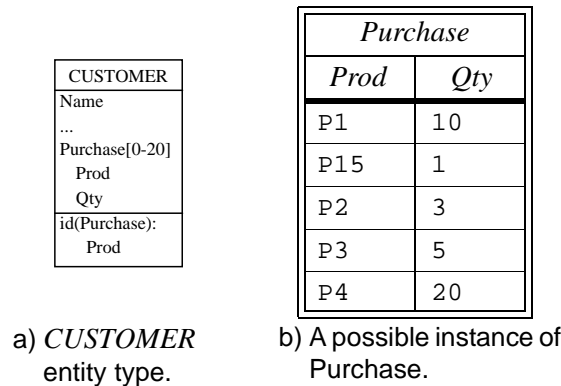 CUSTOMER
Name
...
Purchase[0-20]
Prod
Qty
id(Purchase):
Prod
a) CUSTOMER
entity type.
Purchase
Prod Qty
P1 10
P15 1
P2 3
P3 5
P4 20
b) A possible instance of
Purchase.